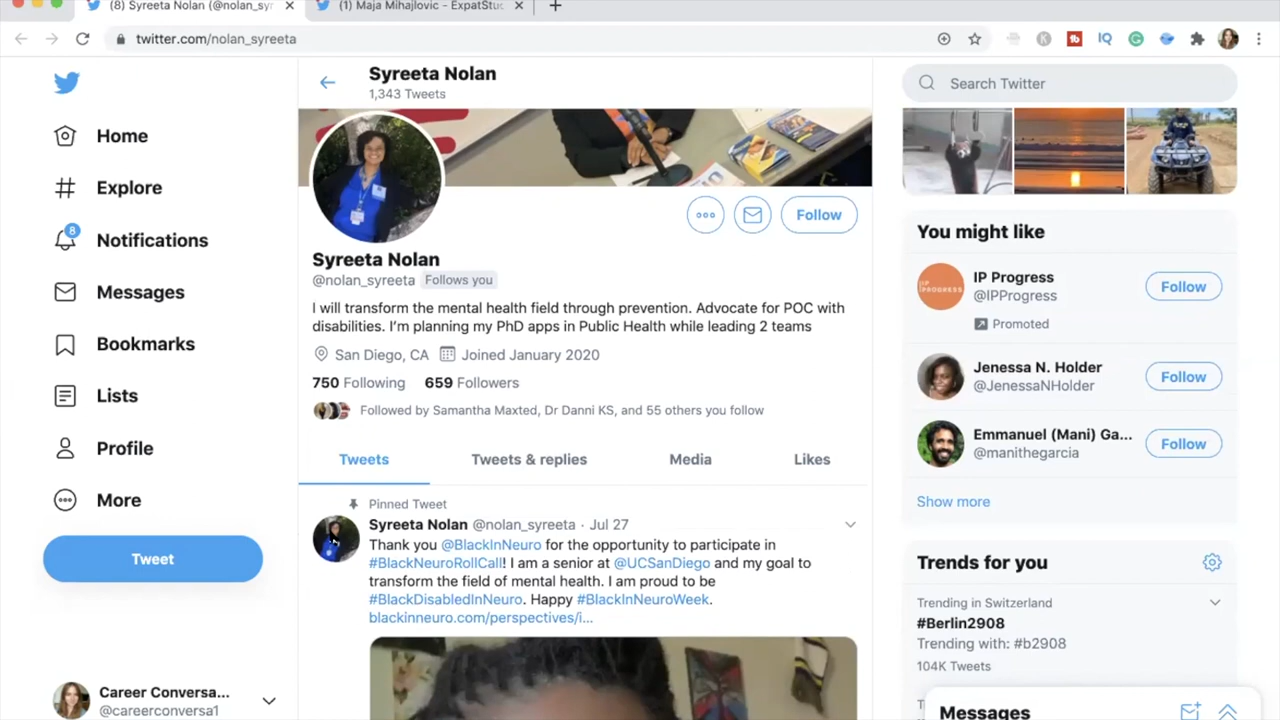 (8) Syreeta Nolan (@nolan_syr
(1) Maja Mihajlovic - ExpatStuc
twitter.com/nolan_syreeta
IQ
Syreeta Nolan
1,343 Tweets
Search Twitter
Home
Explore
8
Notifications
Messages
Bookmarks
Lists
Profile
More
Tweet
Career Conversa...
@careerconversa1
Follow
Syreeta Nolan
@nolan_syreeta Follows you
I will transform the mental health field through prevention. Advocate for POC with
disabilities. I'm planning my PhD apps in Public Health while leading 2 teams
San Diego, CA Joined January 2020
750 Following 659 Followers
Followed by Samantha Maxted, Dr Danni KS, and 55 others you follow
Tweets Tweets & replies Media Likes
Pinned Tweet
Syreeta Nolan @nolan_syreeta · Jul 27
Thank you @BlackInNeuro for the opportunity to participate in
#BlackNeuroRollCall! I am a senior at @UCSanDiego and my goal to
transform the field of mental health. I am proud to be
#BlackDisabledInNeuro. Happy #BlackInNeuroWeek.
blackinneuro.com/perspectives/i...
You might like
IP PROGRESS
IP Progress
@IPProgress
Follow
Promoted
Jenessa N. Holder
@JenessaNHolder
Follow
Emmanuel (Mani) Ga...
@manithegarcia
Follow
Show more
Trends for you
Trending in Switzerland
#Berlin2908
Trending with: #b2908
104K Tweets
Messages